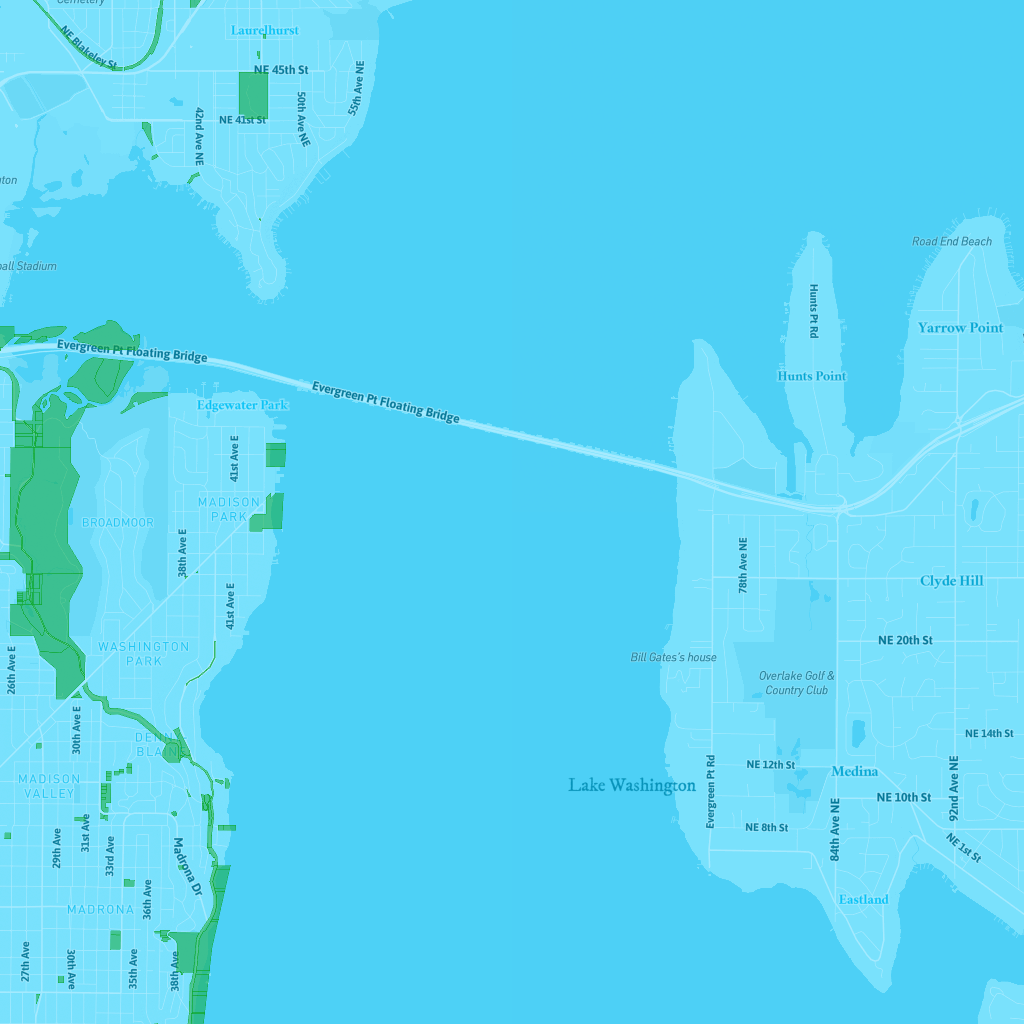 Cemetery
Laurelhurst
NE Blakeley St
NE 45th St
55th Ave NE
50th Ave NE
42nd Ave NE
NE 41st St
Road End Beach
Hunts Pt Rd
Yarrow Point
Evergreen Pt Floating Bridge
Hunts Point
Evergreen Pt Floating Bridge
Edgewater Park
41st Ave E
MADISON
PARK
BROADMOOR
38th Ave E
78th Ave NE
Clyde Hill
41st Ave E
NE 20th St
WASHINGTON
PARK
26th Ave E
Bill Gates's house
Overlake Golf &
Country Club
30th Ave E
NE 14th St
NE 12th St
Medina
MADISON
VALLEY
Lake Washington
Evergreen Pt Rd
92nd Ave NE
NE 10th St
84th Ave NE
NE 8th St
NE 1st St
31st Ave
29th Ave
33rd Ave
Madrona Dr
36th Ave
Eastland
MADRONA
27th Ave
30th Ave
35th Ave
38th Ave